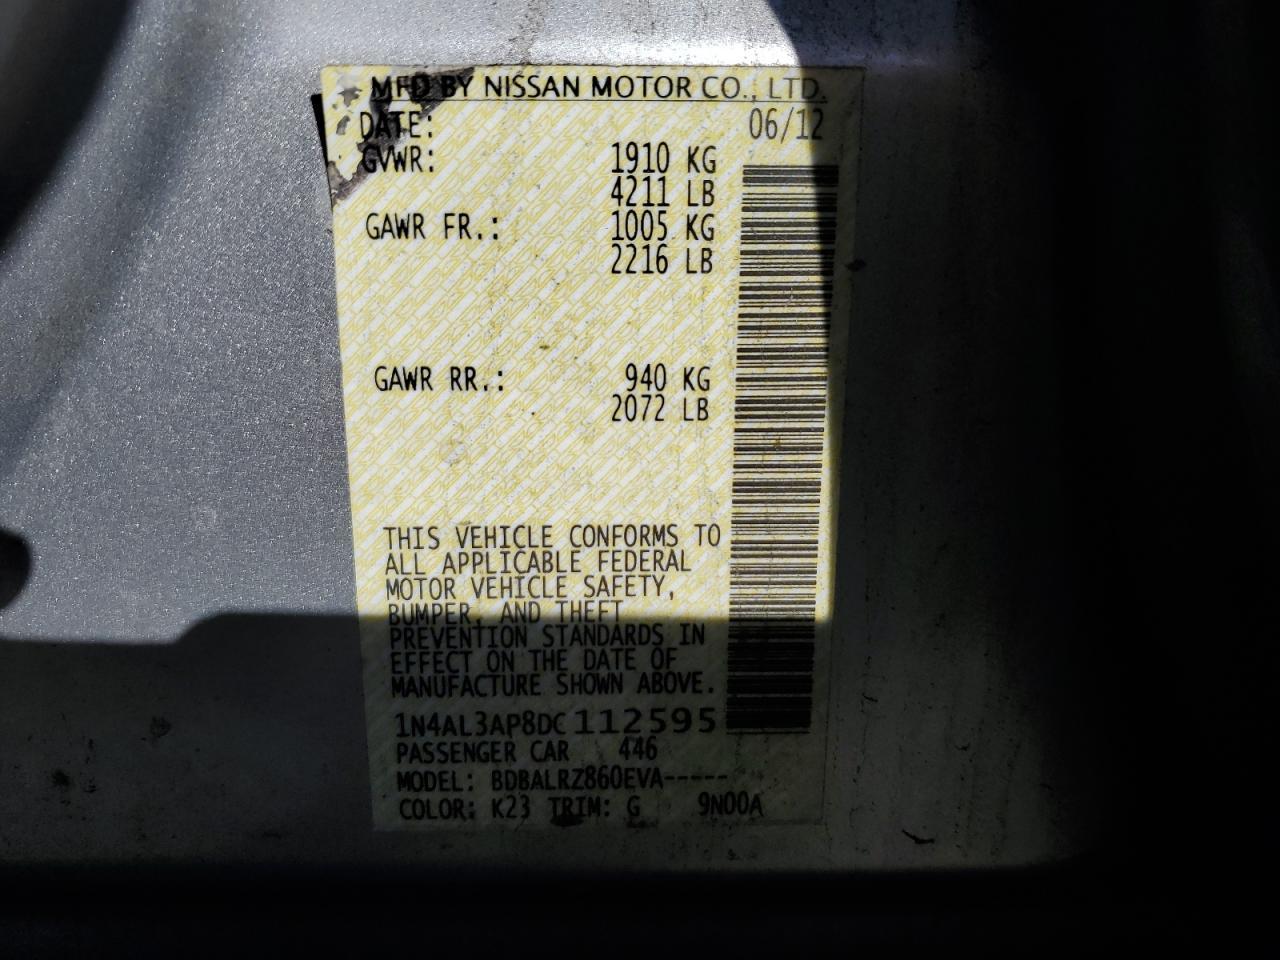 MFD BY NISSAN MOTOR CO., LTD.
DATE: 06/12
GVWR: 1910 KG
4211 LB
GAWR FR.: 1005 KG
2216 LB
GAWR RR.: 940 KG
2072 LB
THIS VEHICLE CONFORMS TO
ALL APPLICABLE FEDERAL
MOTOR VEHICLE SAFETY,
BUMPER, AND THEFT
PREVENTION STANDARDS IN
EFFECT ON THE DATE OF
MANUFACTURE SHOWN ABOVE.
1N4AL3AP8DC112595
PASSENGER CAR 446
MODEL: BDBALRZ860EVA-----
COLOR: K23 TRIM: G 9N00A